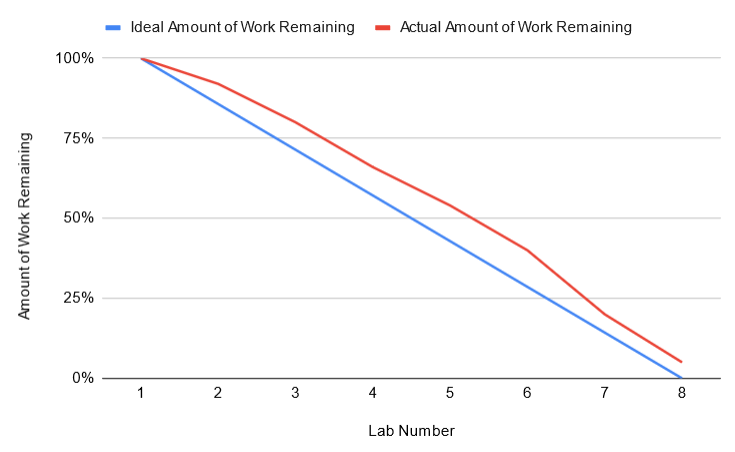 Ideal Amount of Work Remaining Actual Amount of Work Remaining
100%
75%
50%
25%
0%
Amount of Work Remaining
1 2 3 4 5 6 7 8
Lab Number